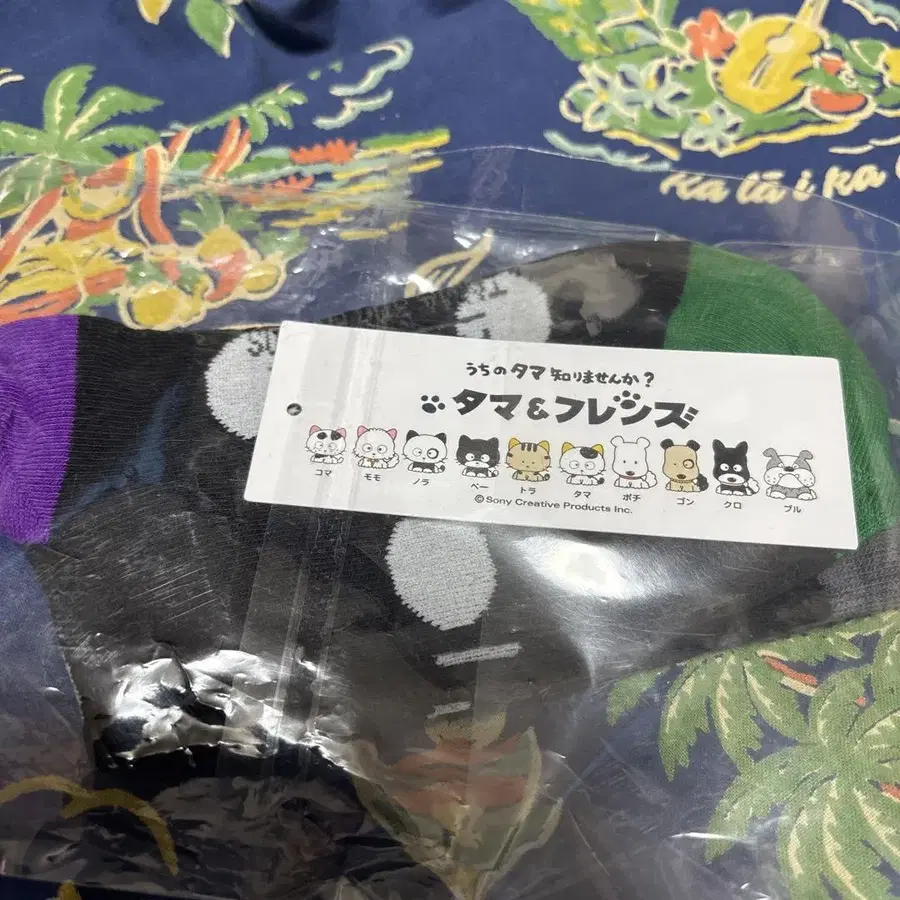 Ka tā i ka
うちのタマ知りませんか?
タマ&フレンズ
コマ モモ ノラ ベー トラ タマ ポチ ゴン クロ ブル
©Sony Creative Products Inc.